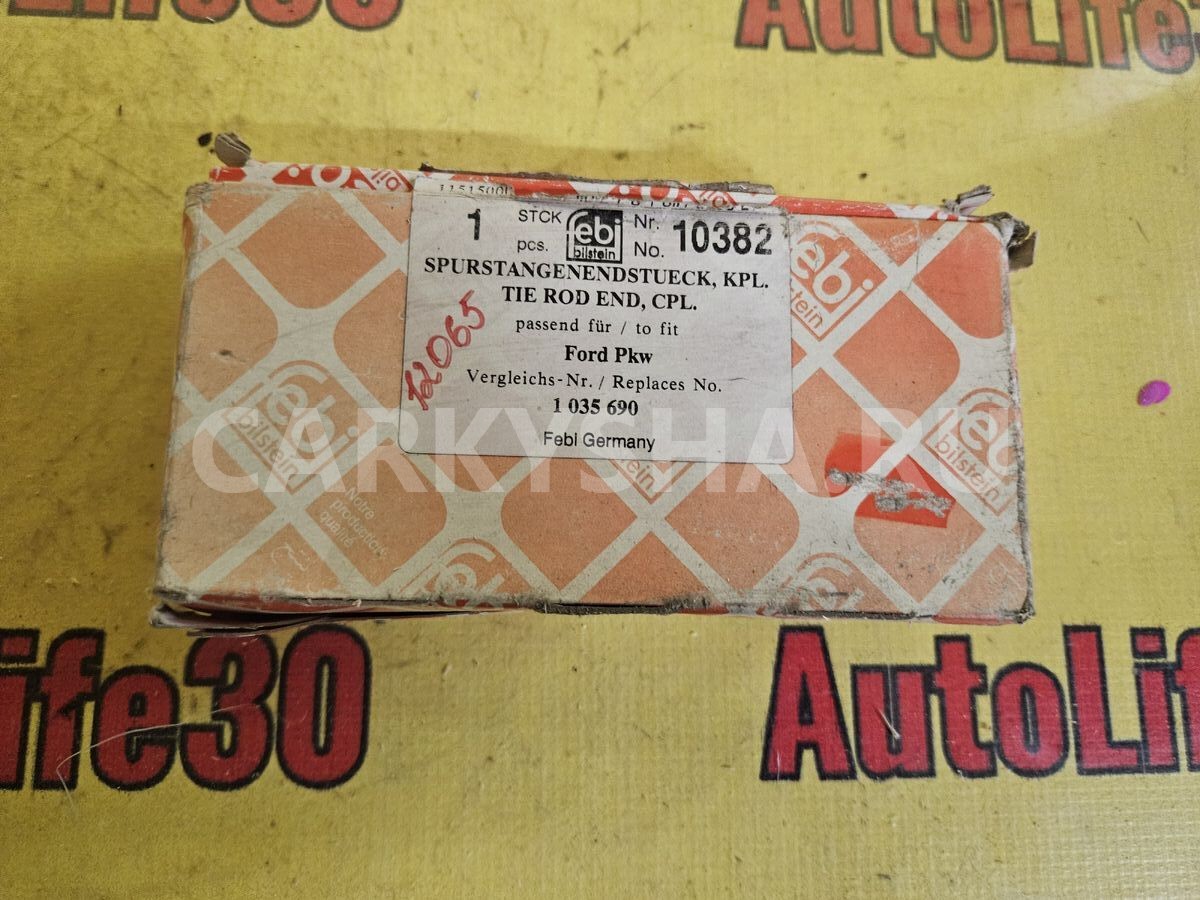 AutoLife30
1
STCK
pcs.
febi
bilstein
Nr.
No.
10382
SPURSTANGENENDSTUECK, KPL.
TIE ROD END, CPL.
passend für / to fit
Ford Pkw
Vergleichs-Nr. / Replaces No.
1 035 690
Febi Germany
12065
febi
bilstein
febi
bilstein
febi
bilstein
Notre
production
CARKYSHA.RU
ife30
AutoLif